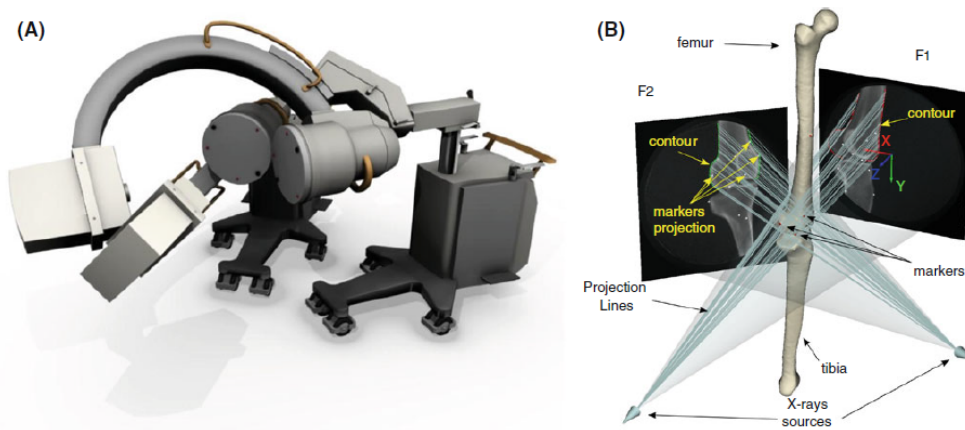 (A)
(B)
femur
F1
F2
contour
contour
X
Z
Y
markers
projection
markers
Projection
Lines
tibia
X-rays
sources